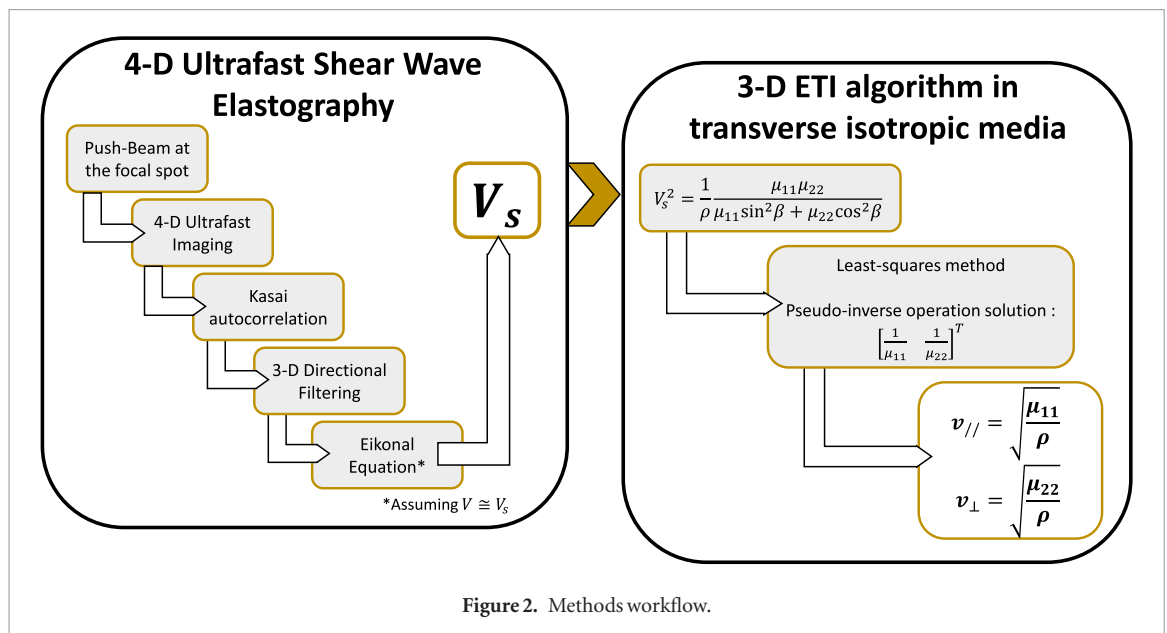 4-D Ultrafast Shear Wave
Elastography
Push-Beam at
the focal spot
4-D Ultrafast
Imaging
Kasai
autocorrelation
3-D Directional
Filtering
Eikonal
Equation*
*Assuming V ≅ Vₛ
Vₛ
3-D ETI algorithm in
transverse isotropic media
Vₛ² = 1/ρ μ₁₁μ₂₂/(μ₁₁sin²β + μ₂₂cos²β)
Least-squares method
Pseudo-inverse operation solution :
[1/μ₁₁ 1/μ₂₂]ᵀ
v// = √(μ₁₁/ρ)
v⊥ = √(μ₂₂/ρ)
Figure 2. Methods workflow.